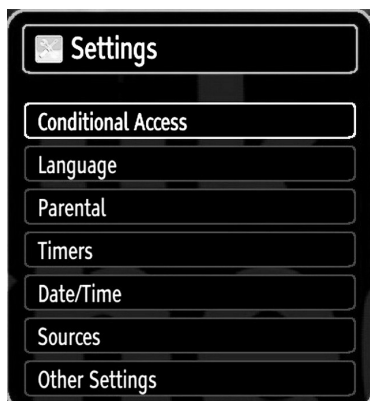 Settings
Conditional Access
Language
Parental
Timers
Date/Time
Sources
Other Settings